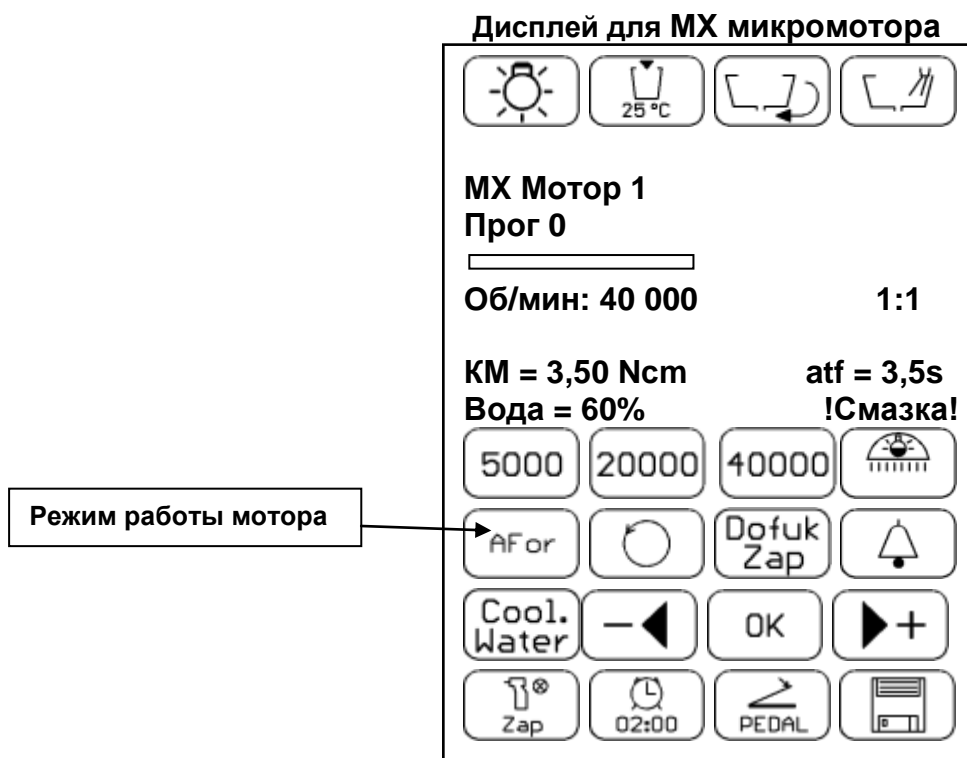 Дисплей для MX микромотора
25 °C
MX Мотор 1
Прог 0
Об/мин: 40 000 1:1
КМ = 3,50 Ncm atf = 3,5s
Вода = 60% !Смазка!
5000 20000 40000
Режим работы мотора
AFor Dofuk
Zap
Cool.
Water - OK +
Zap 02:00 PEDAL